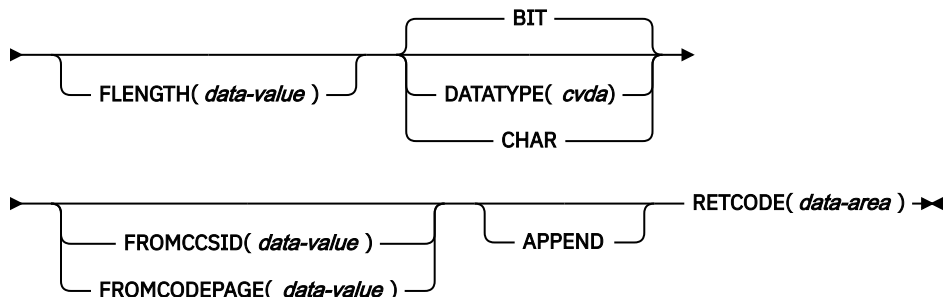 BIT
FLENGTH( data-value )
DATATYPE( cvda)
CHAR
RETCODE( data-area )
FROMCCSID( data-value )
APPEND
FROMCODEPAGE( data-value )